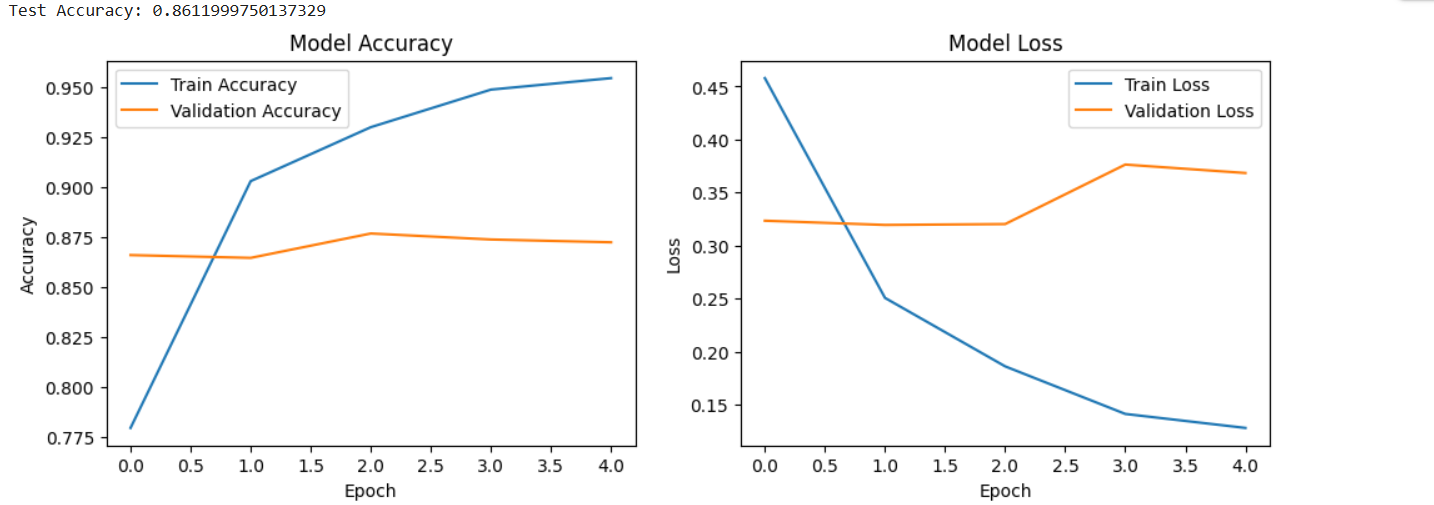 Test Accuracy: 0.8611999750137329
Model Accuracy
Train Accuracy
Validation Accuracy
0.950
0.925
0.900
0.875
0.850
0.825
0.800
0.775
Accuracy
0.0 0.5 1.0 1.5 2.0 2.5 3.0 3.5 4.0
Epoch
Model Loss
Train Loss
Validation Loss
0.45
0.40
0.35
0.30
0.25
0.20
0.15
Loss
0.0 0.5 1.0 1.5 2.0 2.5 3.0 3.5 4.0
Epoch